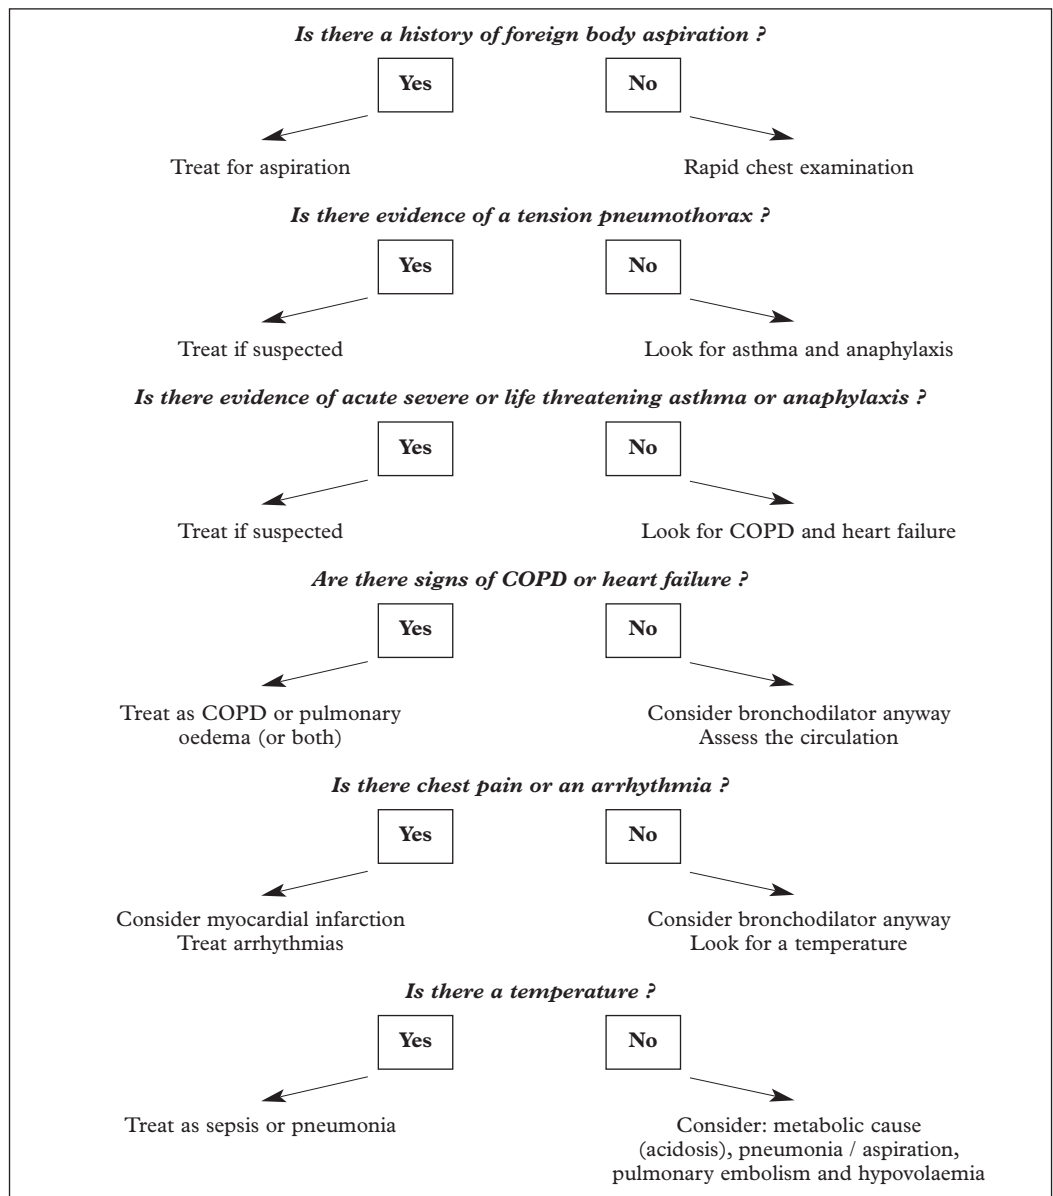 Is there a history of foreign body aspiration ?
Yes
No
Treat for aspiration
Rapid chest examination
Is there evidence of a tension pneumothorax ?
Yes
No
Treat if suspected
Look for asthma and anaphylaxis
Is there evidence of acute severe or life threatening asthma or anaphylaxis ?
Yes
No
Treat if suspected
Look for COPD and heart failure
Are there signs of COPD or heart failure ?
Yes
No
Treat as COPD or pulmonary
oedema (or both)
Consider bronchodilator anyway
Assess the circulation
Is there chest pain or an arrhythmia ?
Yes
No
Consider myocardial infarction
Treat arrhythmias
Consider bronchodilator anyway
Look for a temperature
Is there a temperature ?
Yes
No
Treat as sepsis or pneumonia
Consider: metabolic cause
(acidosis), pneumonia / aspiration,
pulmonary embolism and hypovolaemia